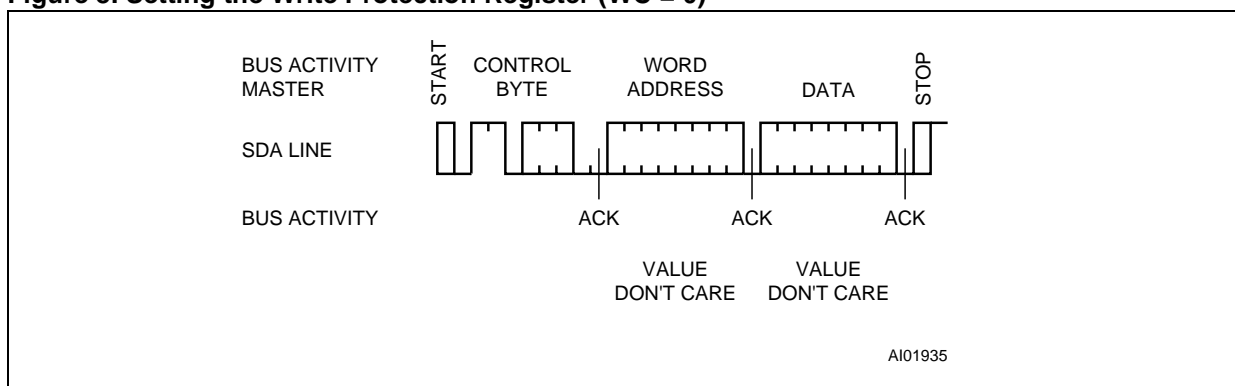 BUS ACTIVITY
MASTER
START
CONTROL
BYTE
WORD
ADDRESS
DATA
STOP
SDA LINE
BUS ACTIVITY
ACK
ACK
ACK
VALUE
DON'T CARE
VALUE
DON'T CARE
AI01935